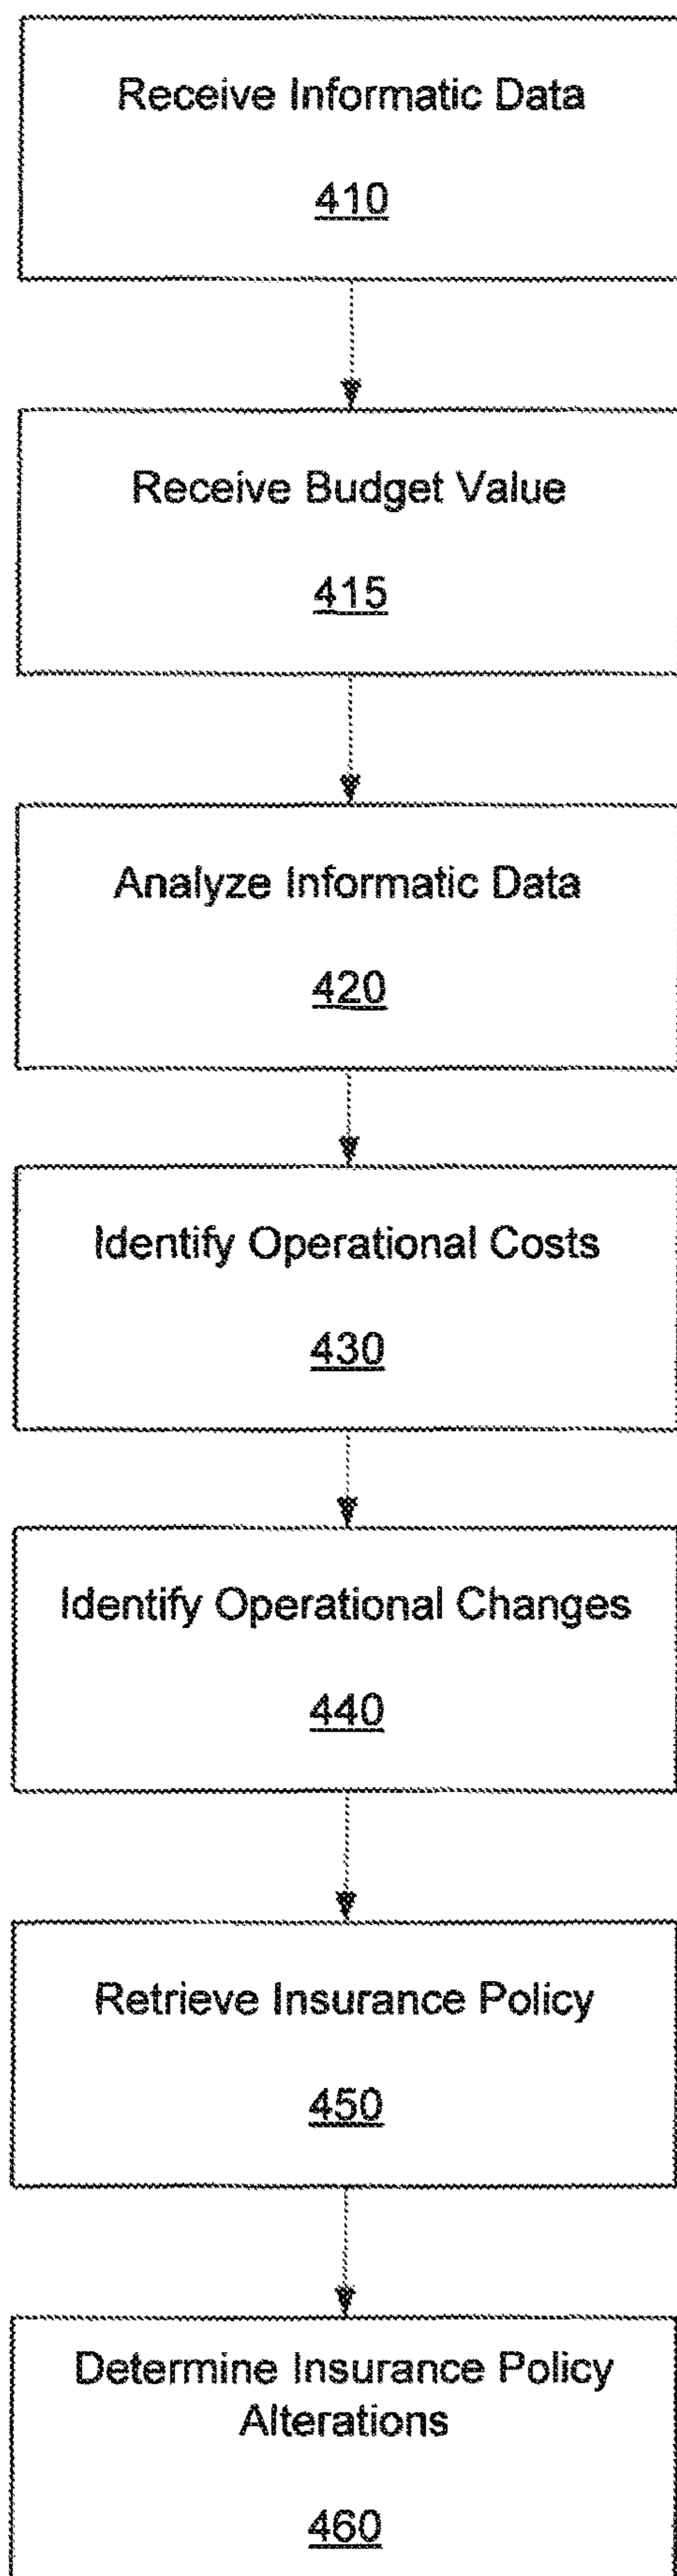 Receive Informatic Data
410
Receive Budget Value
415
Analyze Informatic Data
420
Identify Operational Costs
430
Identify Operational Changes
440
Retrieve Insurance Policy
450
Determine Insurance Policy
Alterations
460